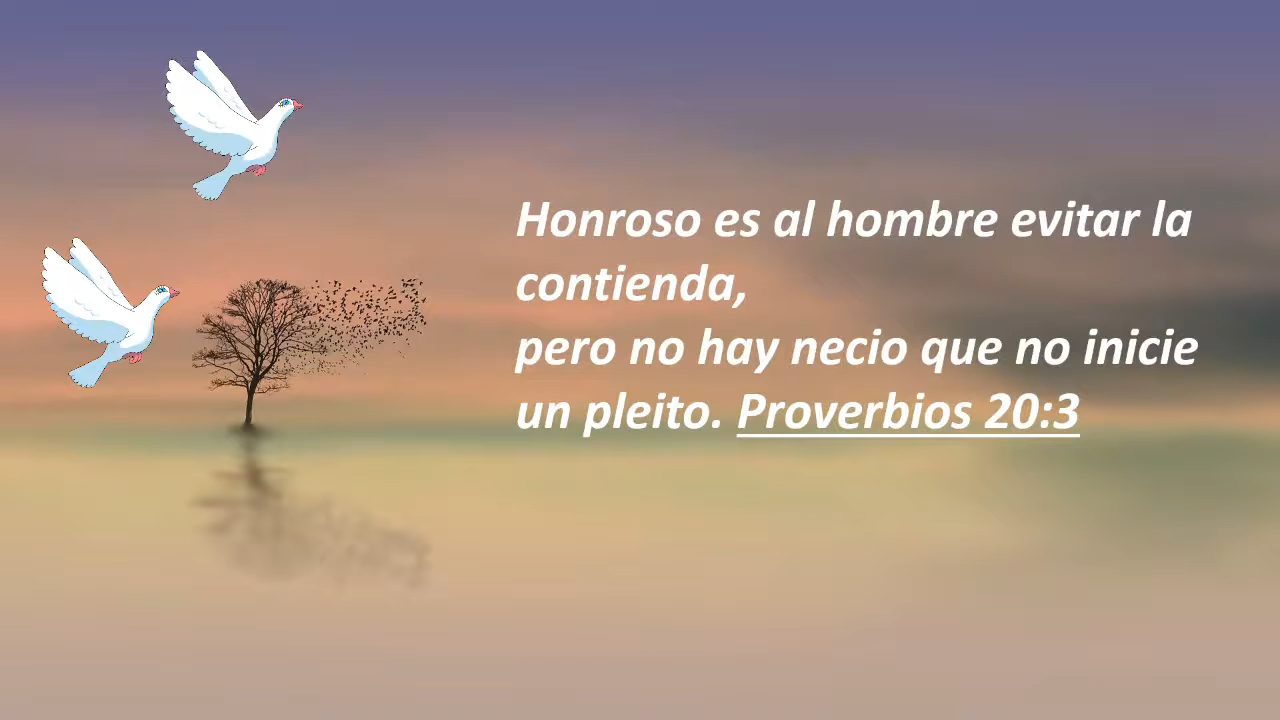 Honroso es al hombre evitar la
contienda,
pero no hay necio que no inicie
un pleito. Proverbios 20:3